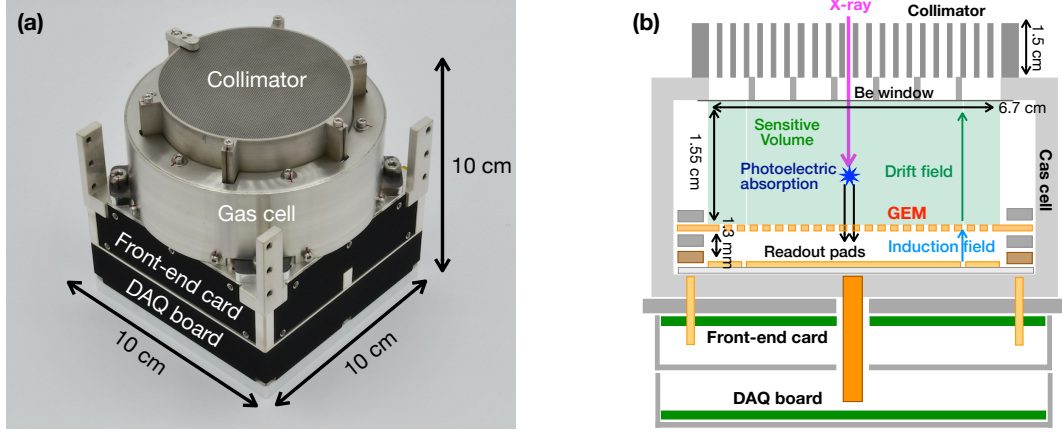 (a)
Collimator
10 cm
Gas cell
Front-end card
DAQ board
10 cm
10 cm
(b)
X-ray
Collimator
1.5 cm
Be window
6.7 cm
Sensitive
Volume
1.55 cm
Photoelectric
absorption
Drift field
Cas cell
GEM
1.3 mm
Readout pads
Induction field
Front-end card
DAQ board